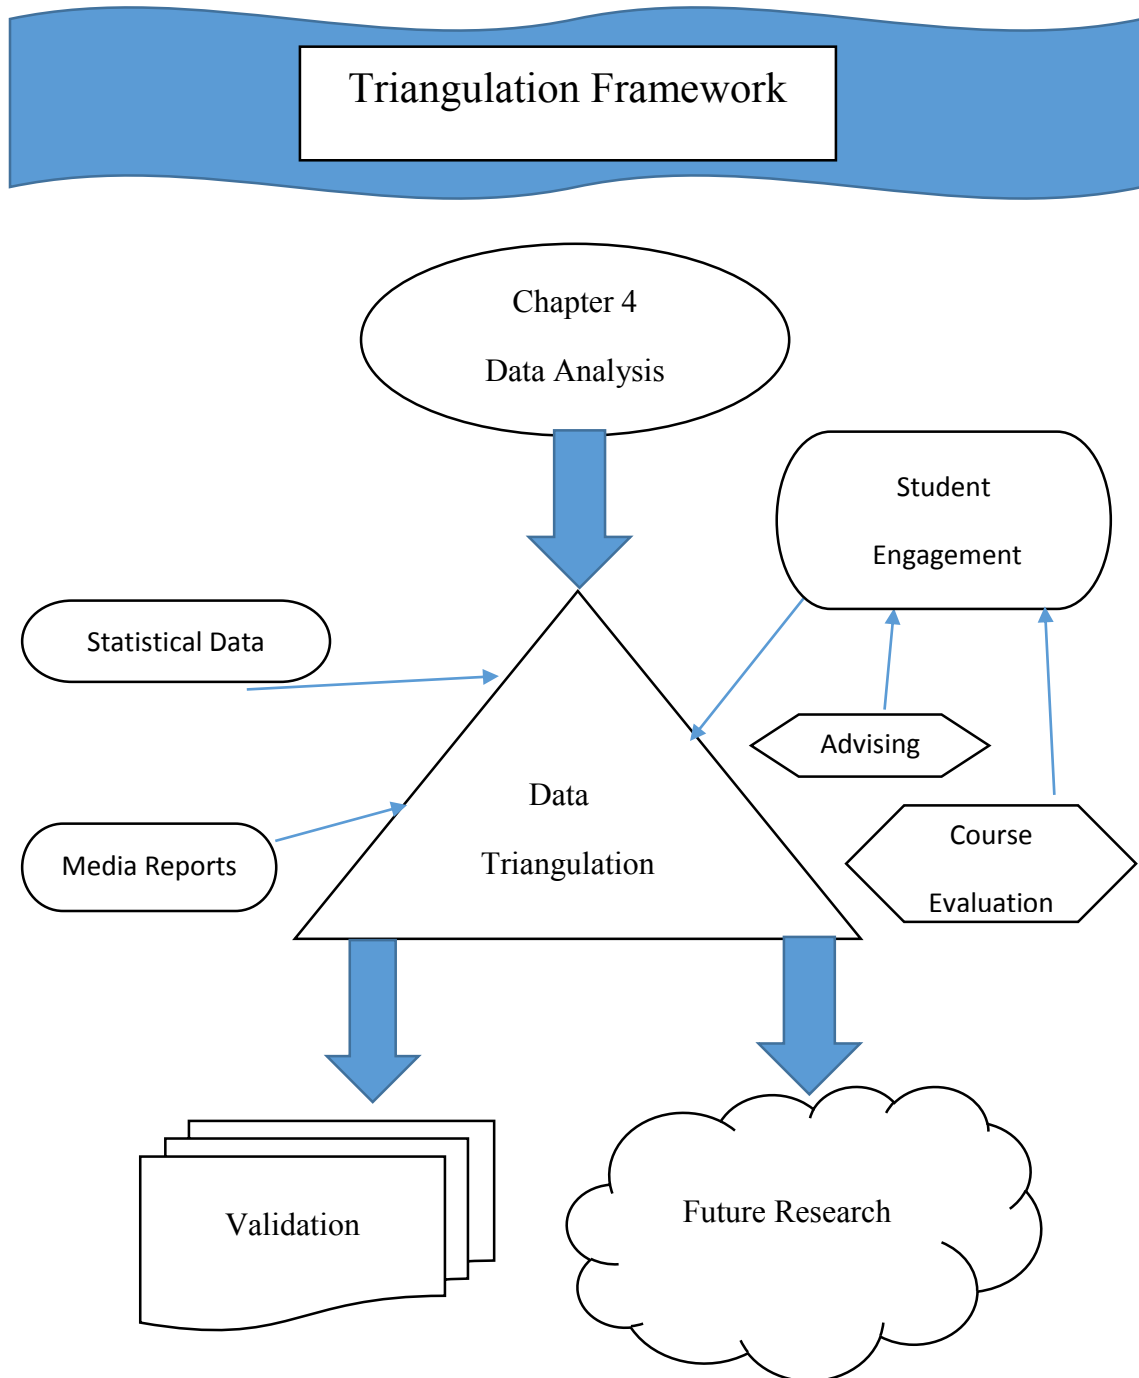 Triangulation Framework
Chapter 4
Data Analysis
Student
Engagement
Statistical Data
Advising
Data
Triangulation
Media Reports
Course
Evaluation
Validation
Future Research